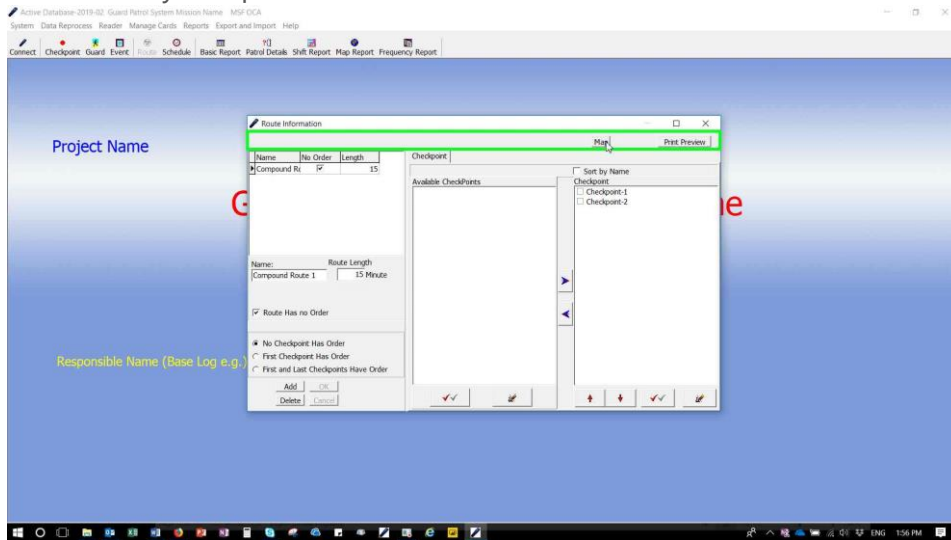 Active Database-2019-02 Guard Patrol System Mission Name MSF OCA
System Data Reprocess Reader Manage Cards Reports Export and Import Help
Connect Checkpoint Guard Event Route Schedule Basic Report Patrol Details Shift Report Map Report Frequency Report
Route Information
Map Print Preview
Project Name
Name No Order Length
Checkpoint
Compound Ro 15
Sort by Name
Available CheckPoints
Checkpoint
Checkpoint-1
Checkpoint-2
G
e
Name: Route Length
Compound Route 1 15 Minute
Route Has no Order
No Checkpoint Has Order
First Checkpoint Has Order
First and Last Checkpoints Have Order
Responsible Name (Base Log e.g.)
Add OK
Delete Cancel
ENG 1:56 PM